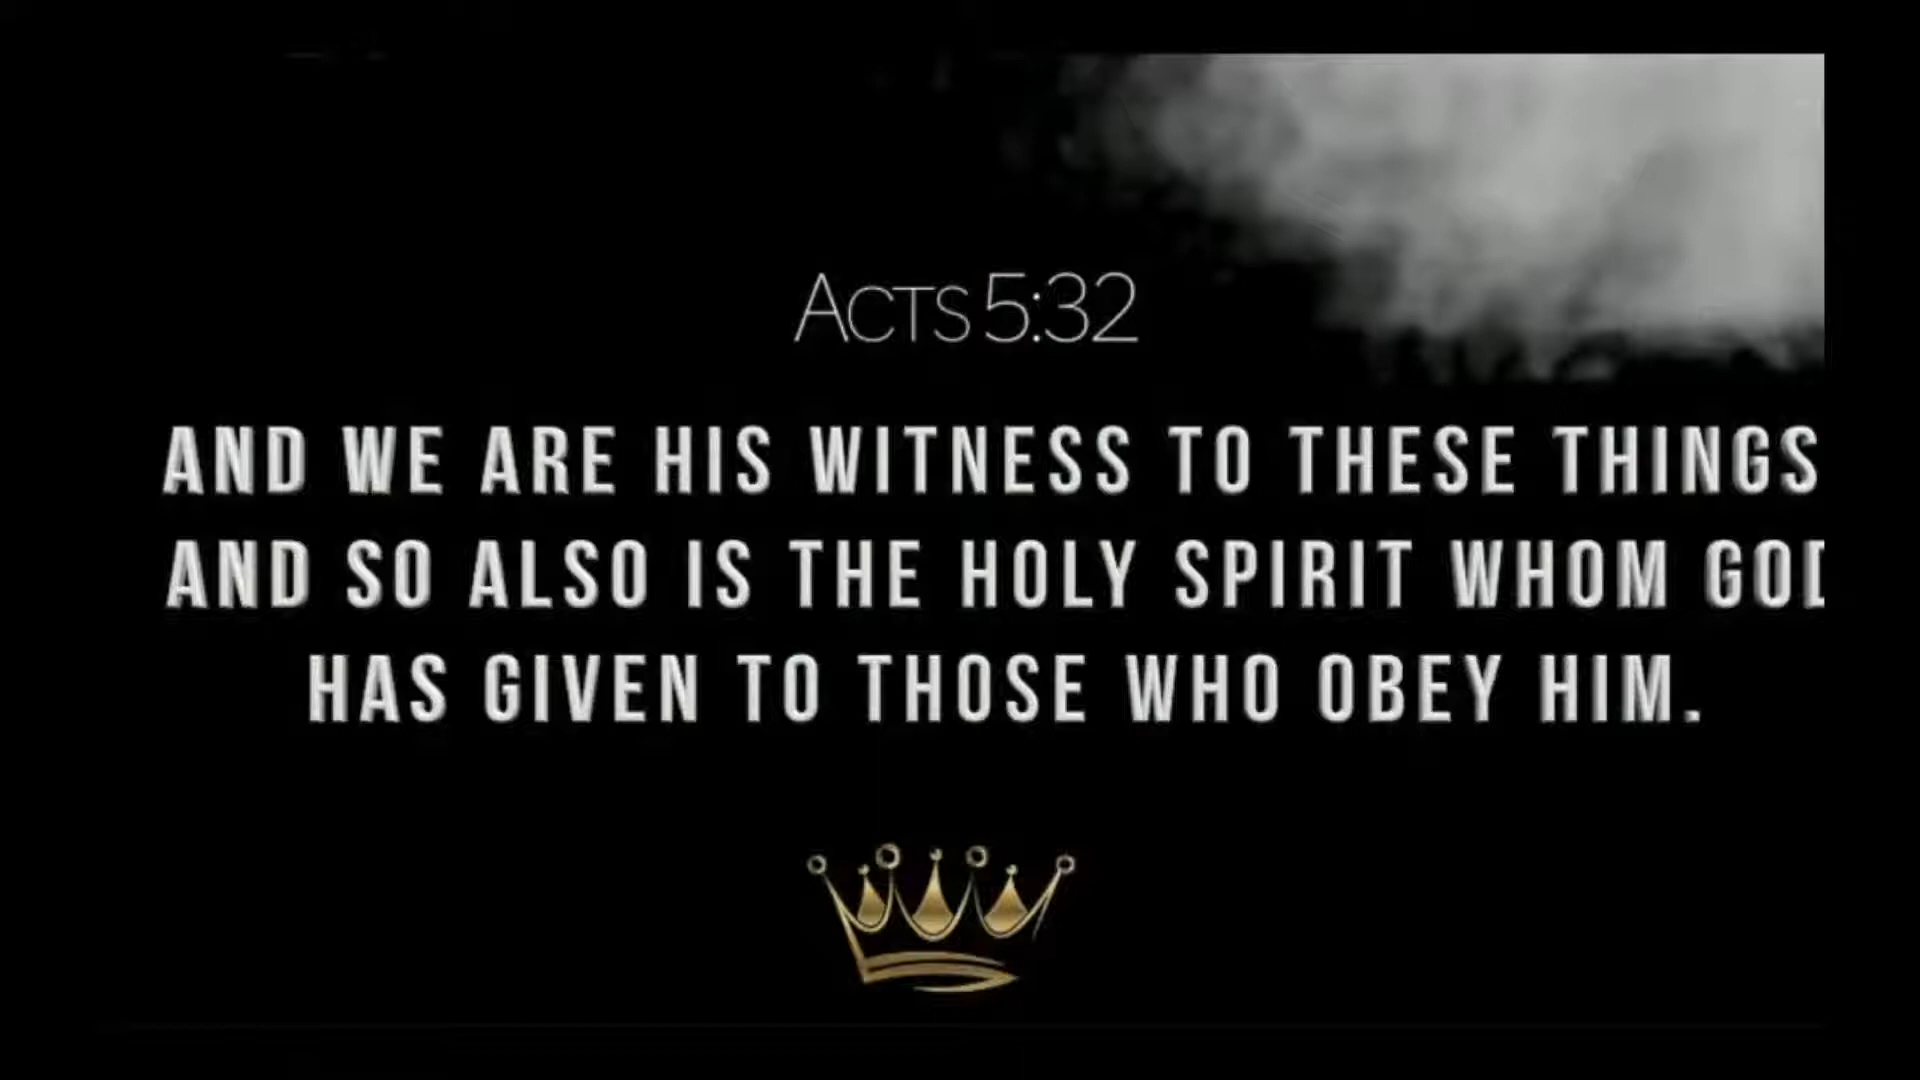 ACTS 5:32
AND WE ARE HIS WITNESS TO THESE THINGS
AND SO ALSO IS THE HOLY SPIRIT WHOM GOD
HAS GIVEN TO THOSE WHO OBEY HIM.